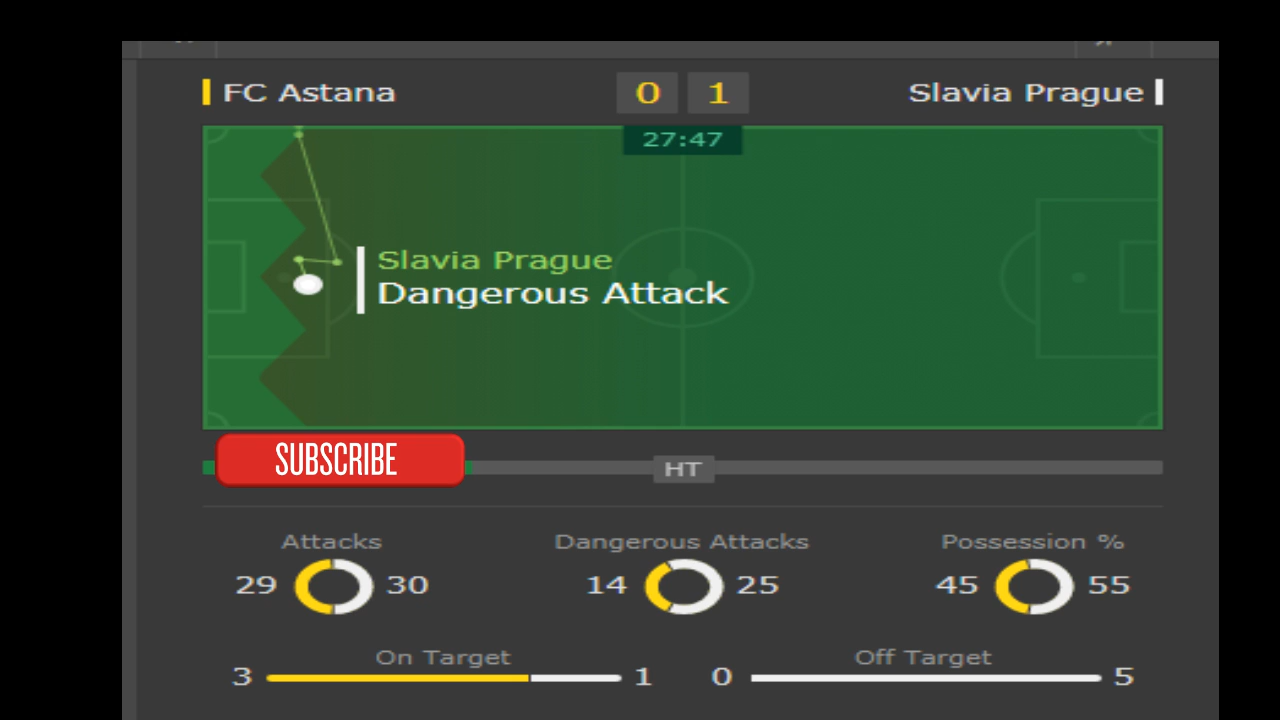 FC Astana 0 1 Slavia Prague
27:47
Slavia Prague
Dangerous Attack
SUBSCRIBE
HT
Attacks Dangerous Attacks Possession %
29 30 14 25 45 55
On Target Off Target
3 1 0 5